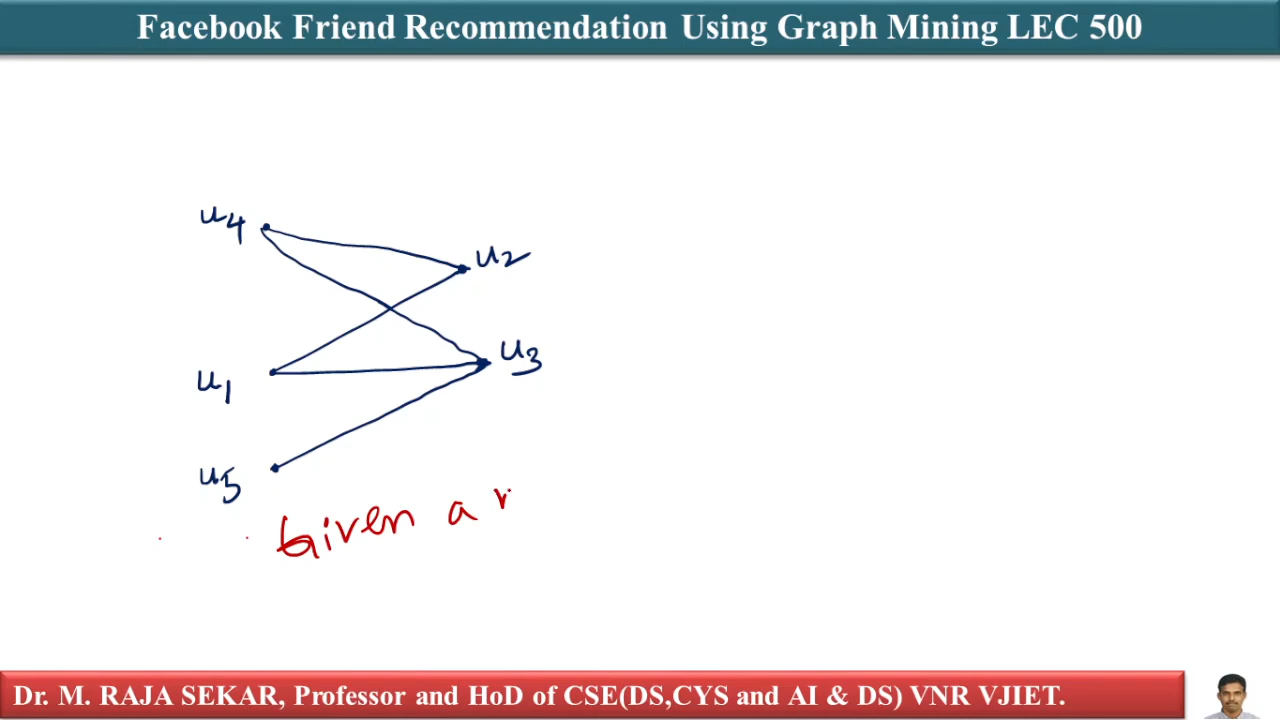 Facebook Friend Recommendation Using Graph Mining LEC 500
u4
u2
u3
u1
u5
Given a
Dr. M. RAJA SEKAR, Professor and HoD of CSE(DS,CYS and AI & DS) VNR VJIET.